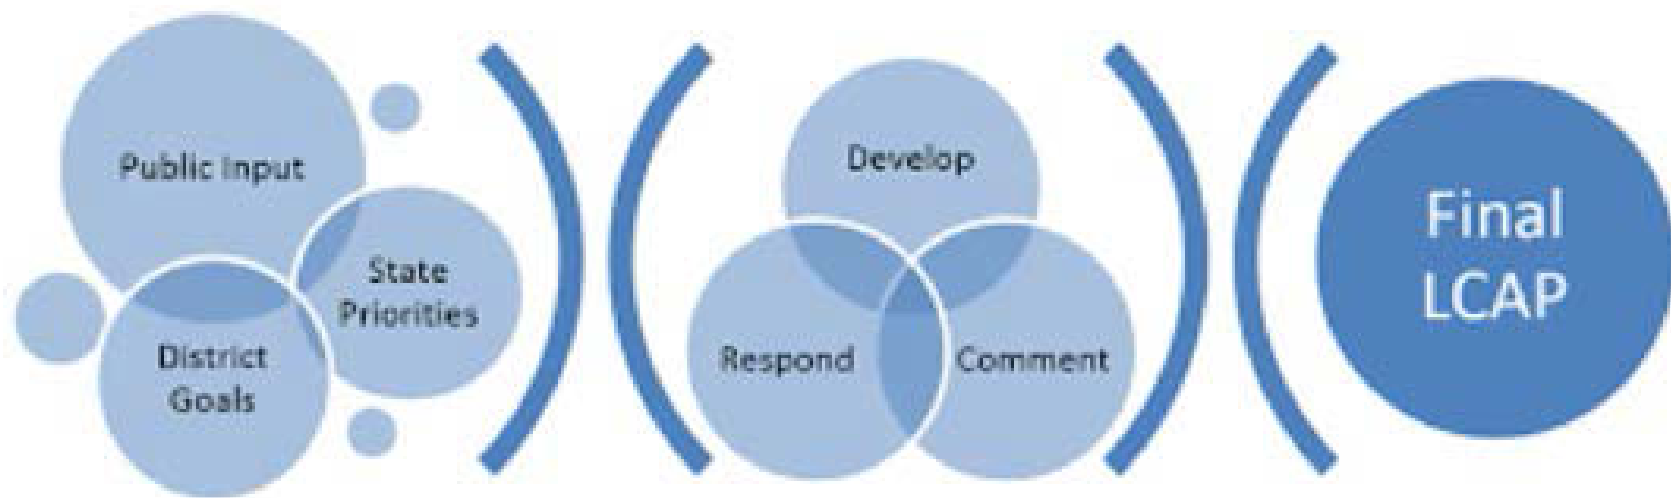 Public Input
State
Priorities
District
Goals
Develop
Respond
Comment
Final
LCAP